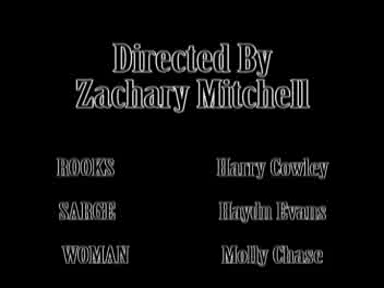 Directed By
Zachary Mitchell
ROOKS Harry Cowley
SARGE Haydn Evans
WOMAN Molly Chase